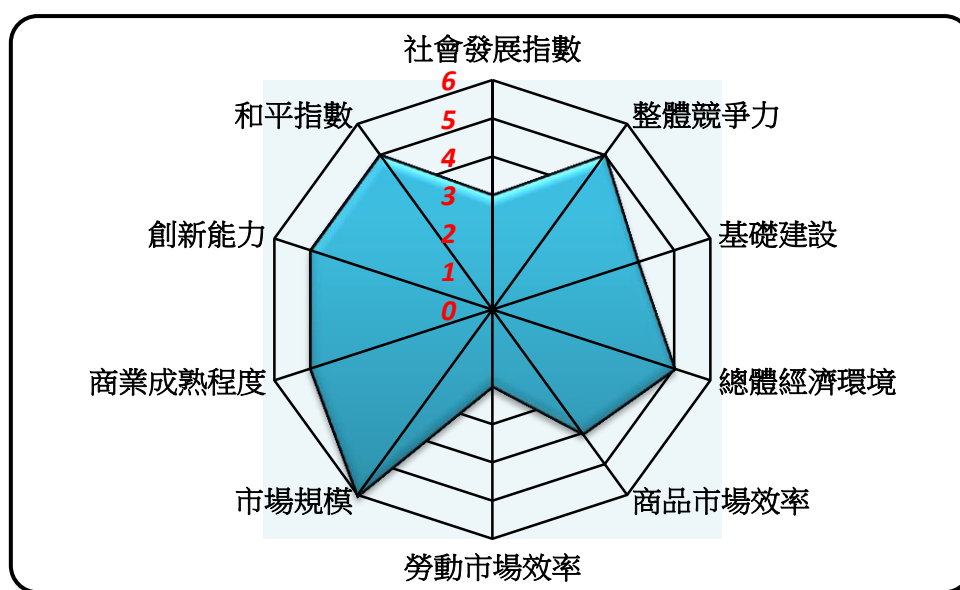 社會發展指數
6
和平指數
整體競爭力
5
4
3
創新能力
2
基礎建設
1
0
商業成熟程度
總體經濟環境
市場規模
商品市場效率
勞動市場效率